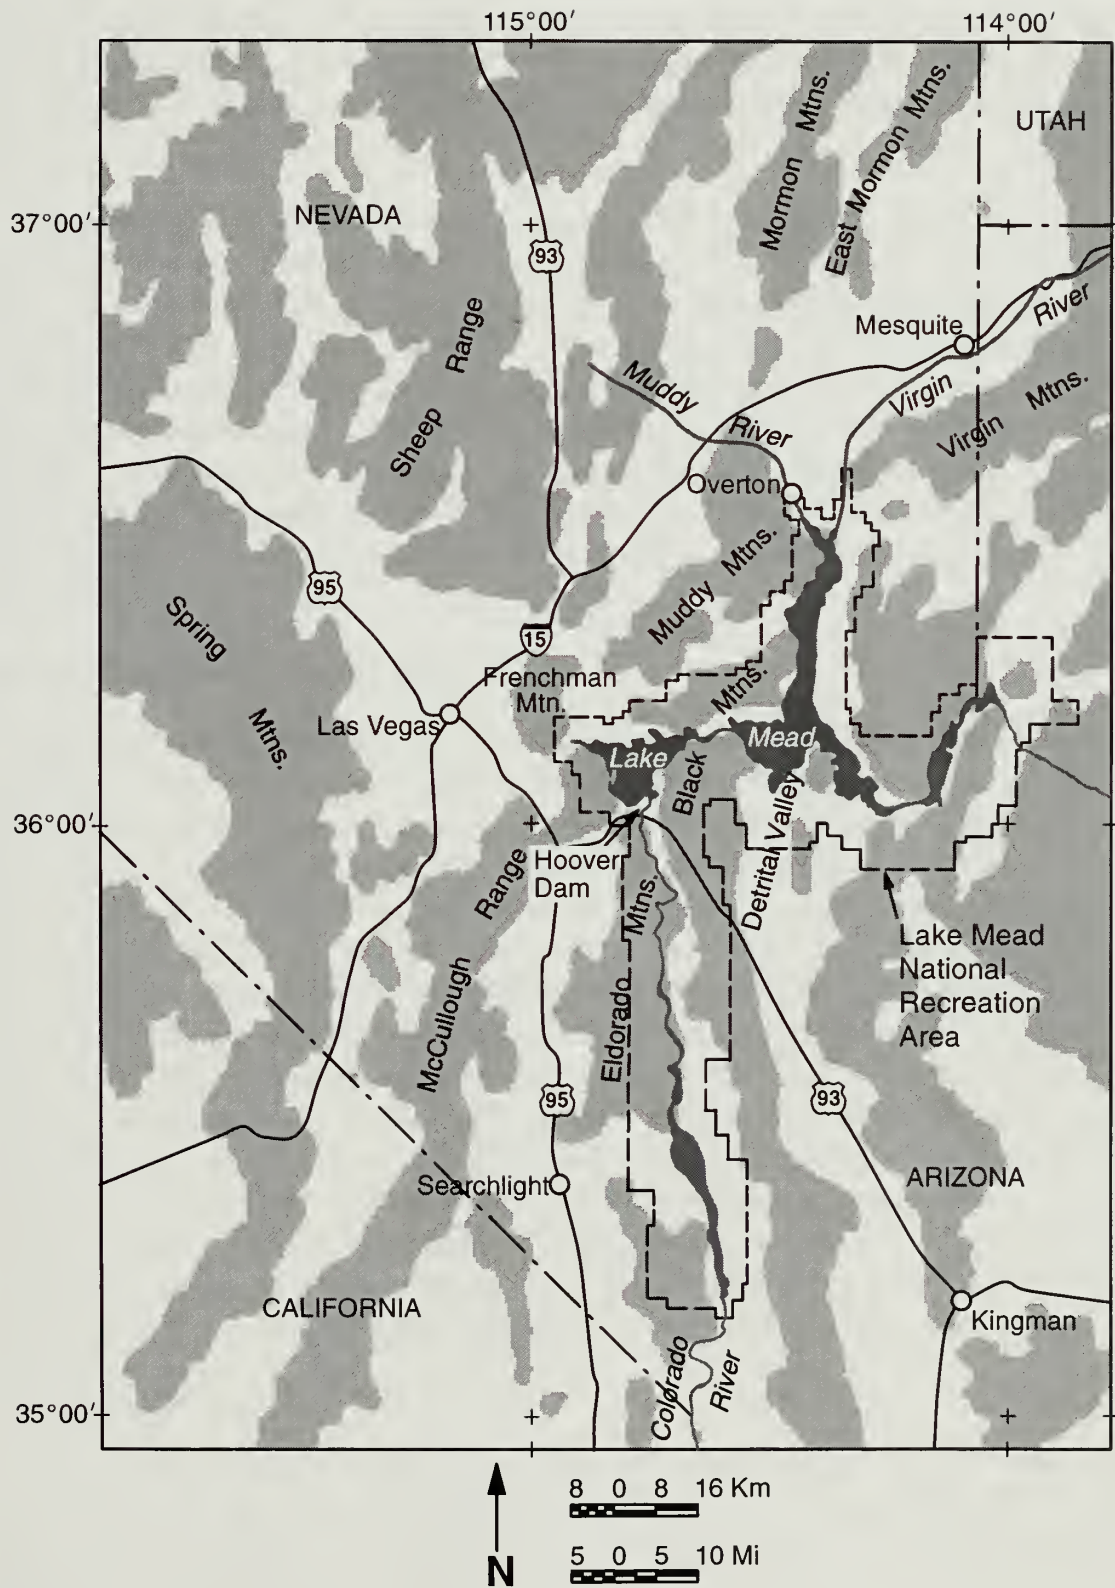 115°00'
114°00'
UTAH
Mormon Mtns.
East Mormon Mtns.
37°00'
NEVADA
93
Sheep Range
Mesquite
River
Virgin
Muddy
River
Virgin Mtns.
Overton
95
Muddy Mtns.
Spring
Mtns.
15
Frenchman
Mtn.
Las Vegas
Mtns.
Black
Lake
Mead
36°00'
Detrital Valley
Hoover
Dam
McCullough Range
Eldorado Mtns.
Lake Mead
National
Recreation
Area
95
93
Searchlight
ARIZONA
CALIFORNIA
Kingman
Colorado
River
35°00'
8 0 8 16 Km
N
5 0 5 10 Mi